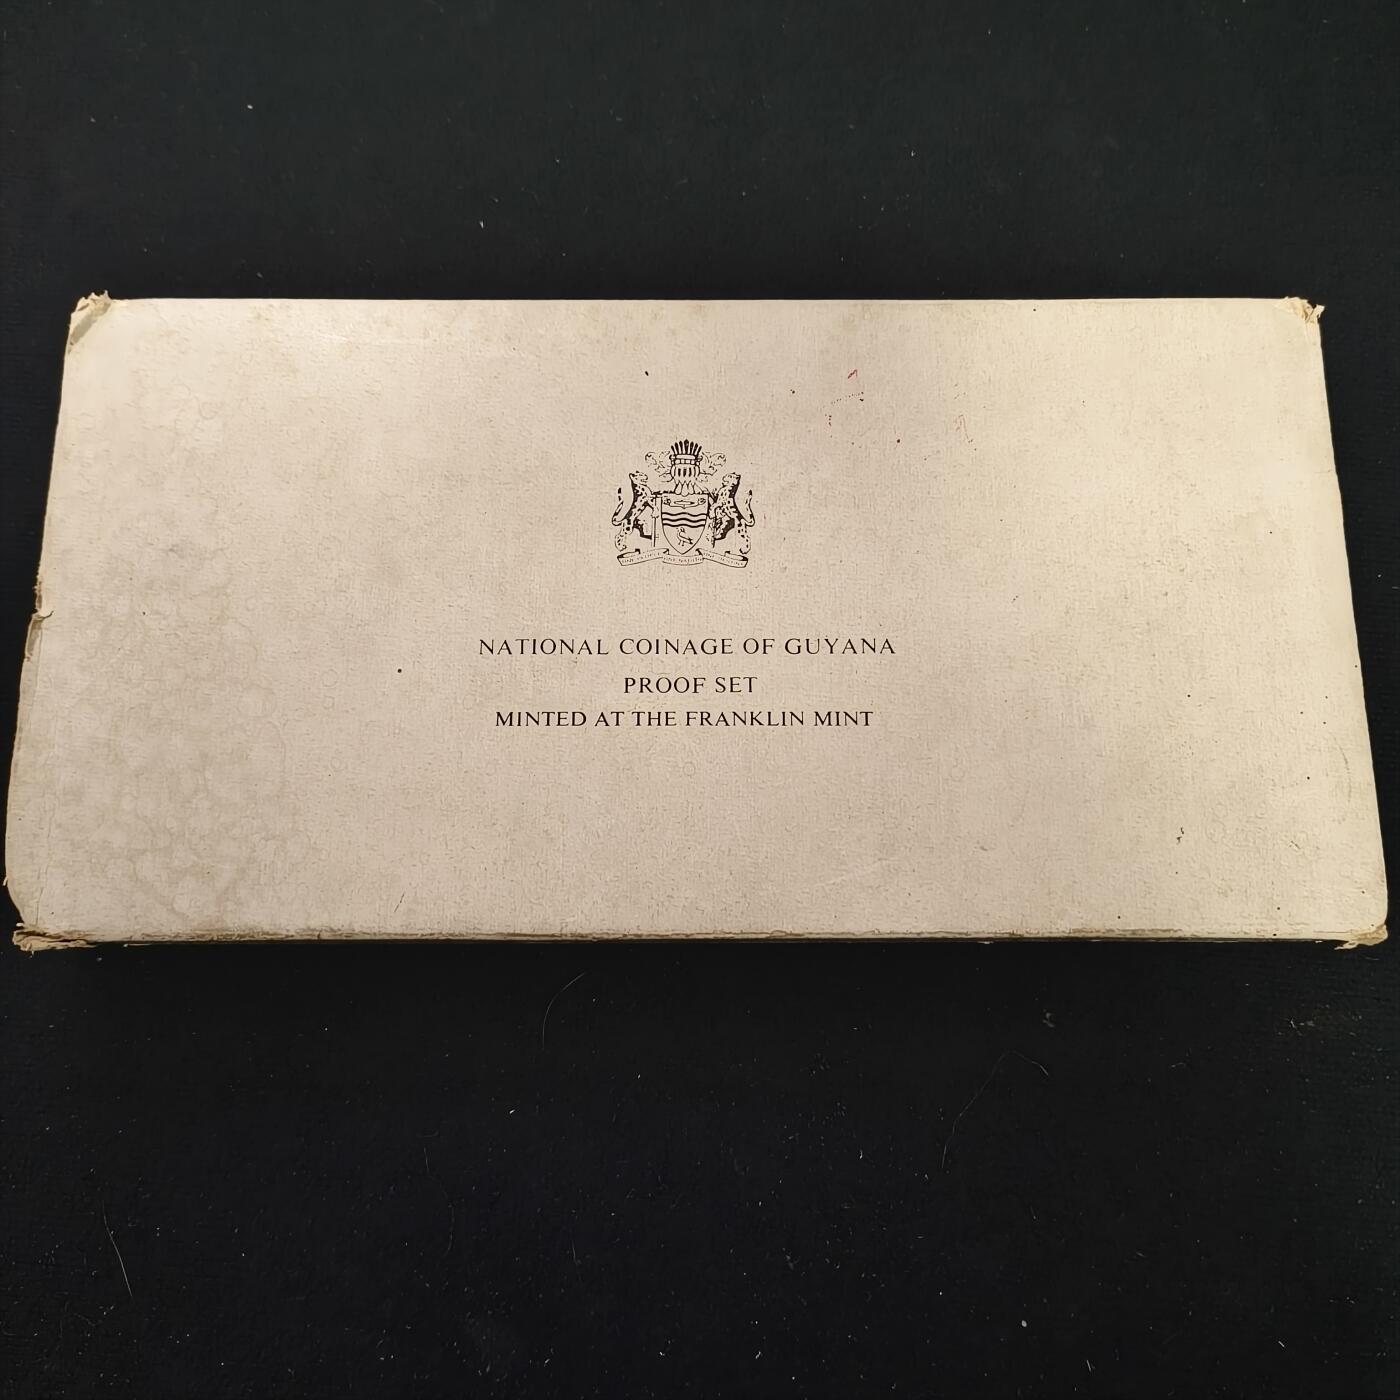 NATIONAL COINAGE OF GUYANA
PROOF SET
MINTED AT THE FRANKLIN MINT